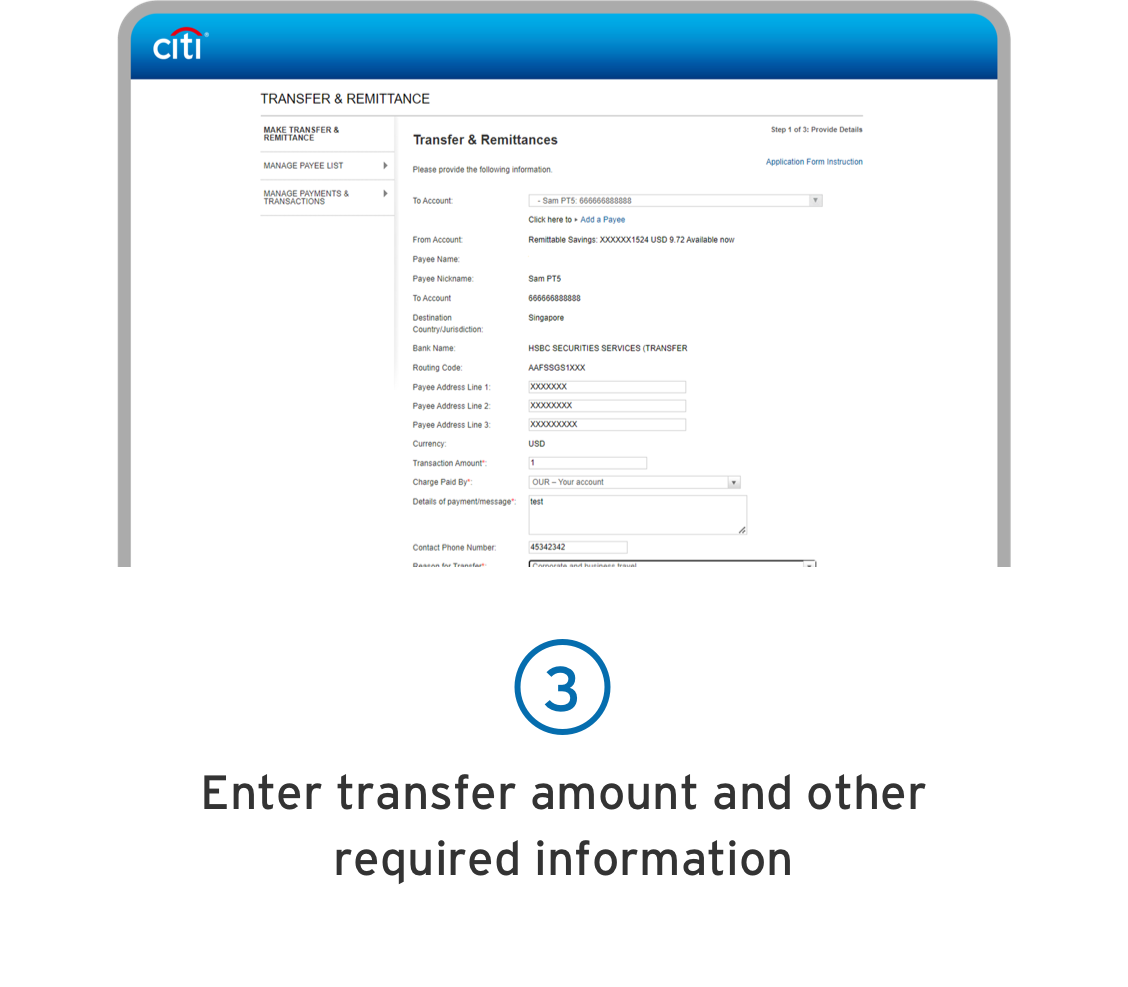 citi
TRANSFER & REMITTANCE
MAKE TRANSFER &
REMITTANCE
MANAGE PAYEE LIST
MANAGE PAYMENTS &
TRANSACTIONS
Step 1 of 3: Provide Details
Transfer & Remittances
Application Form Instruction
Please provide the following information.
To Account: - Sam PT5: 666666888888
Click here to Add a Payee
From Account: Remittable Savings: XXXXXX1524 USD 9.72 Available now
Payee Name:
Payee Nickname: Sam PT5
To Account 666666888888
Destination Singapore
Country/Jurisdiction:
Bank Name: HSBC SECURITIES SERVICES (TRANSFER
Routing Code: AAFSSGS1XXX
Payee Address Line 1: XXXXXXX
Payee Address Line 2: XXXXXXXX
Payee Address Line 3: XXXXXXXXX
Currency: USD
Transaction Amount*: 1
Charge Paid By*: OUR – Your account
Details of payment/message*: test
Contact Phone Number: 45342342
Reason for Transfer*: Corporate and business travel
3
Enter transfer amount and other
required information